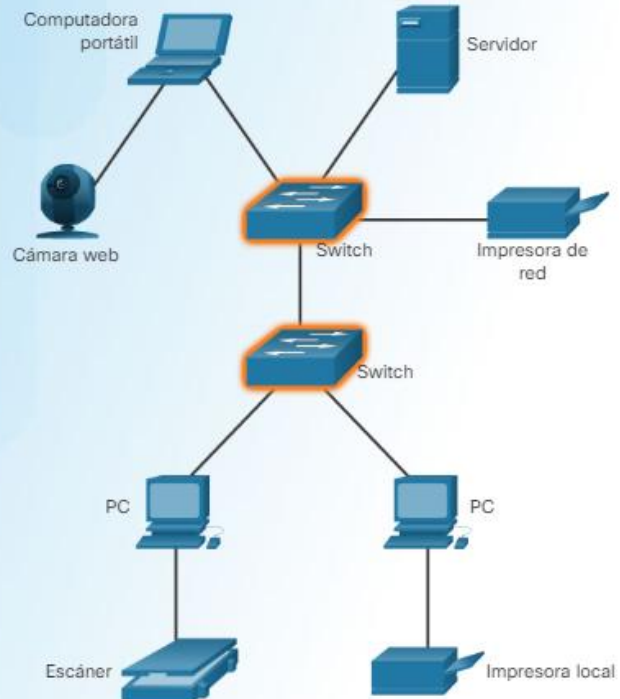 Computadora
portátil
Servidor
Cámara web
Switch
Impresora de
red
Switch
PC
PC
Escáner
Impresora local